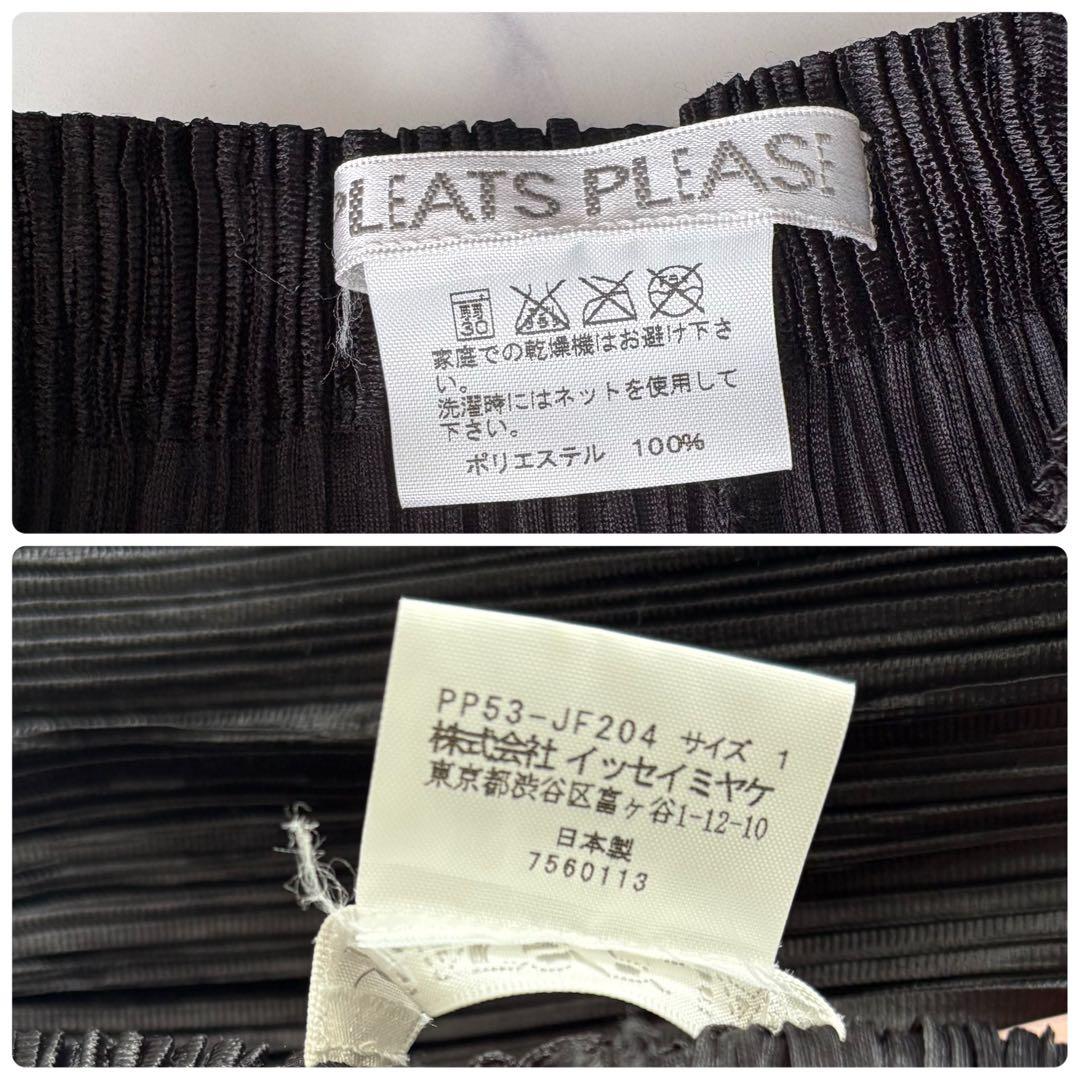 PLEATS PLEASE
弱
30
家庭での乾燥機はお避け下さ
い。
洗濯時にはネットを使用して
下さい。
ポリエステル 100%
PP53-JF204 サイズ 1
株式会社 イッセイミヤケ
東京都渋谷区富ヶ谷1-12-10
日本製
7560113